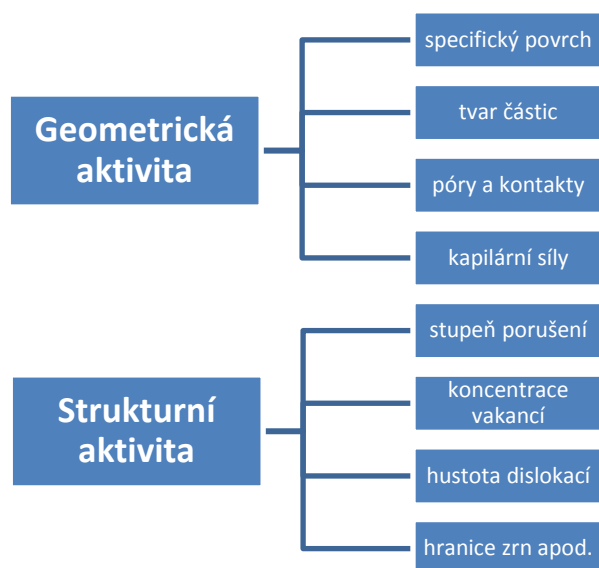 Geometrická
aktivita
specifický povrch
tvar částic
póry a kontakty
kapilární síly
Strukturní
aktivita
stupeň porušení
koncentrace
vakancí
hustota dislokací
hranice zrn apod.